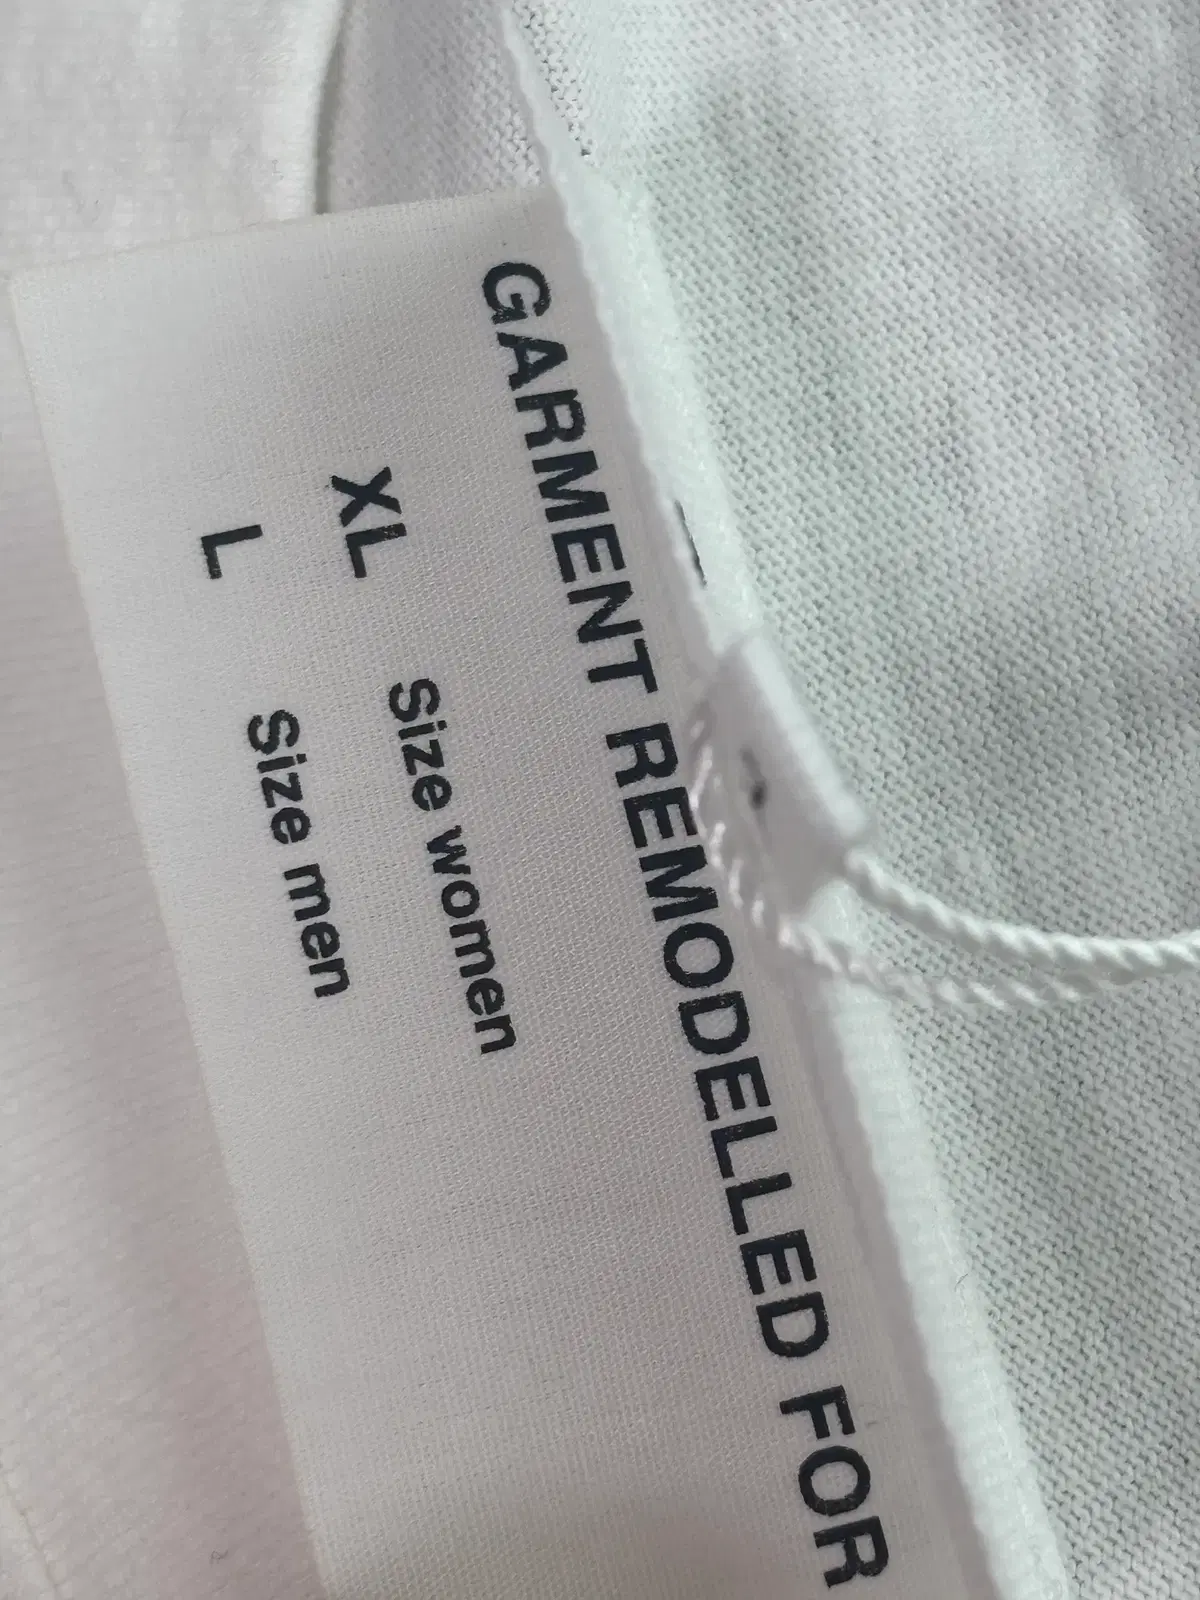 GARMENT REMODELLED FOR
XL Size women
L Size men